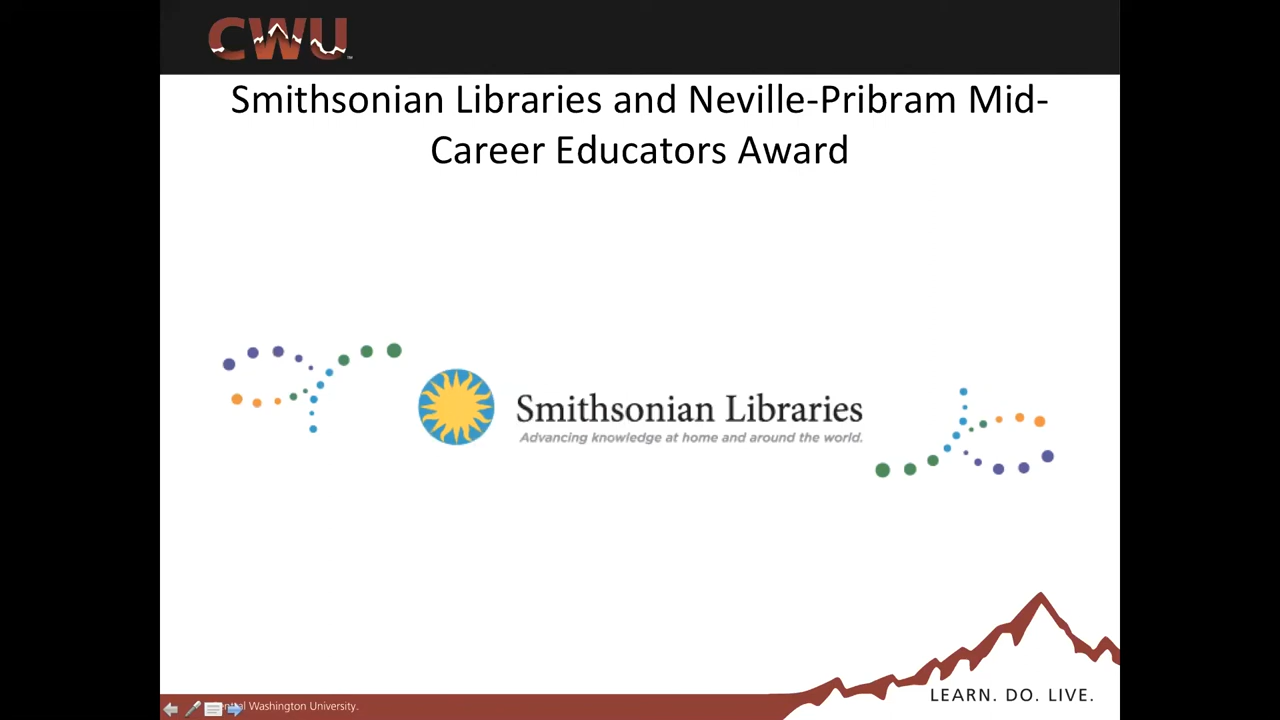 CWU™
Smithsonian Libraries and Neville-Pribram Mid-
Career Educators Award
Smithsonian Libraries
Advancing knowledge at home and around the world.
LEARN. DO. LIVE.
Washington University.